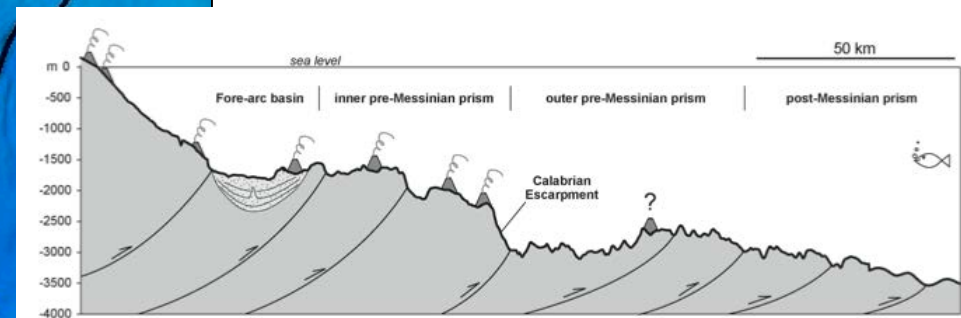 sea level
50 km
m 0
-500
-1000
-1500
-2000
-2500
-3000
-3500
-4000
Fore-arc basin
inner pre-Messinian prism
outer pre-Messinian prism
post-Messinian prism
Calabrian
Escarpment
?